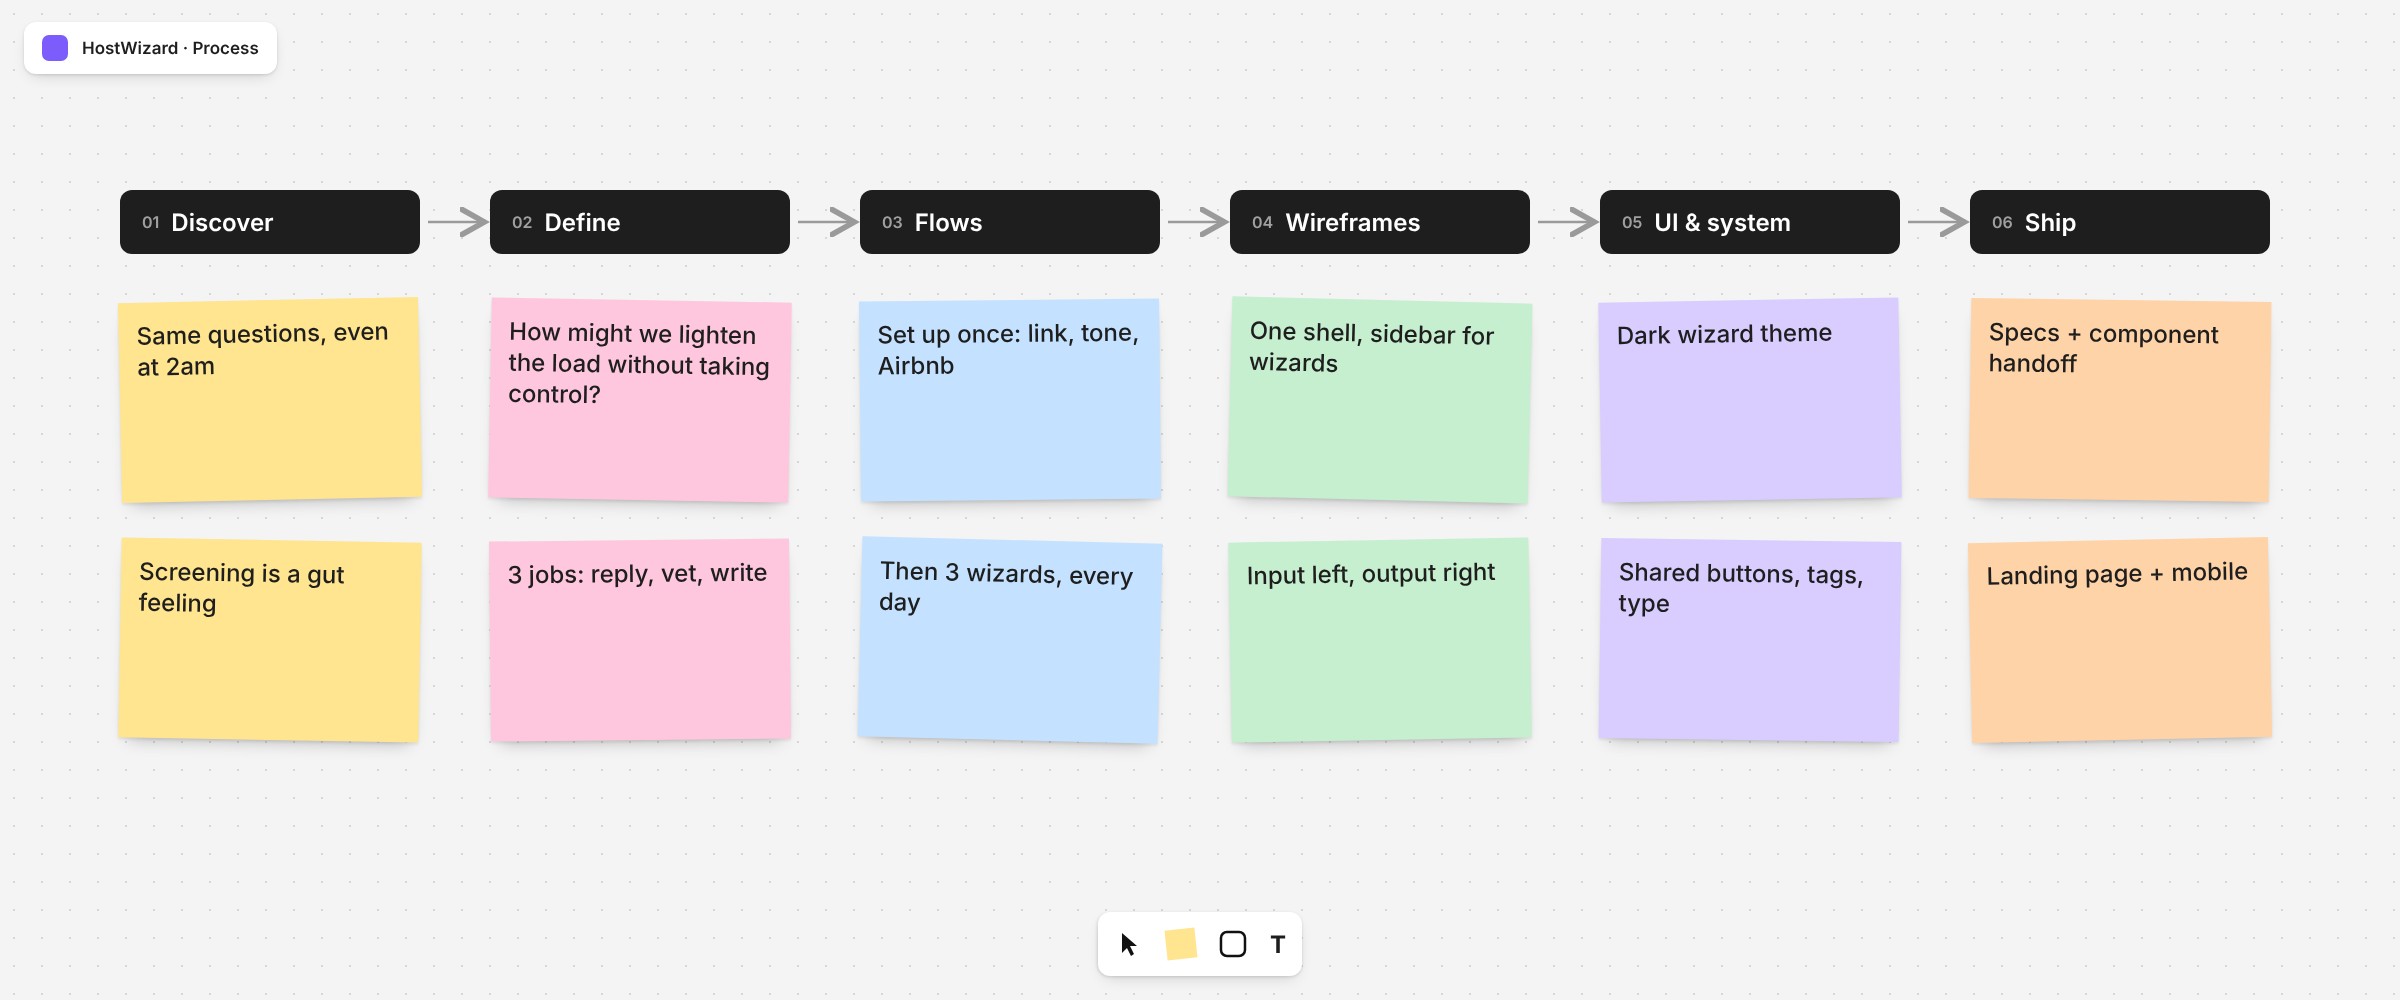 HostWizard · Process
01 Discover
02 Define
03 Flows
04 Wireframes
05 UI & system
06 Ship
Same questions, even
at 2am
How might we lighten
the load without taking
control?
Set up once: link, tone,
Airbnb
One shell, sidebar for
wizards
Dark wizard theme
Specs + component
handoff
Screening is a gut
feeling
3 jobs: reply, vet, write
Then 3 wizards, every
day
Input left, output right
Shared buttons, tags,
type
Landing page + mobile
T